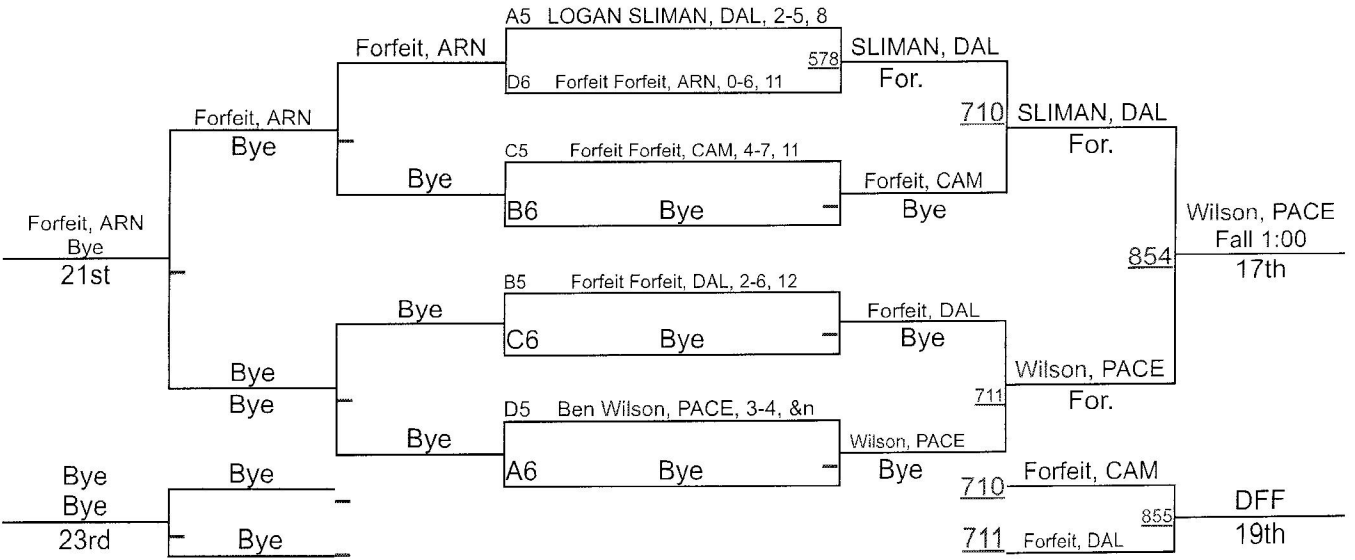 A5 LOGAN SLIMAN, DAL, 2-5, 8
Forfeit, ARN
578
SLIMAN, DAL
For.
D6 Forfeit Forfeit, ARN, 0-6, 11
Forfeit, ARN
Bye
710
SLIMAN, DAL
For.
C5 Forfeit Forfeit, CAM, 4-7, 11
Bye
Forfeit, CAM
Bye
B6 Bye
Forfeit, ARN
Bye
21st
Wilson, PACE
Fall 1:00
17th
854
B5 Forfeit Forfeit, DAL, 2-6, 12
Bye
Forfeit, DAL
Bye
C6 Bye
Bye
Bye
Wilson, PACE
For.
711
D5 Ben Wilson, PACE, 3-4, &n
Bye
Wilson, PACE
Bye
A6 Bye
Bye
Bye
23rd
Bye
Bye
710 Forfeit, CAM
855
DFF
19th
711 Forfeit, DAL